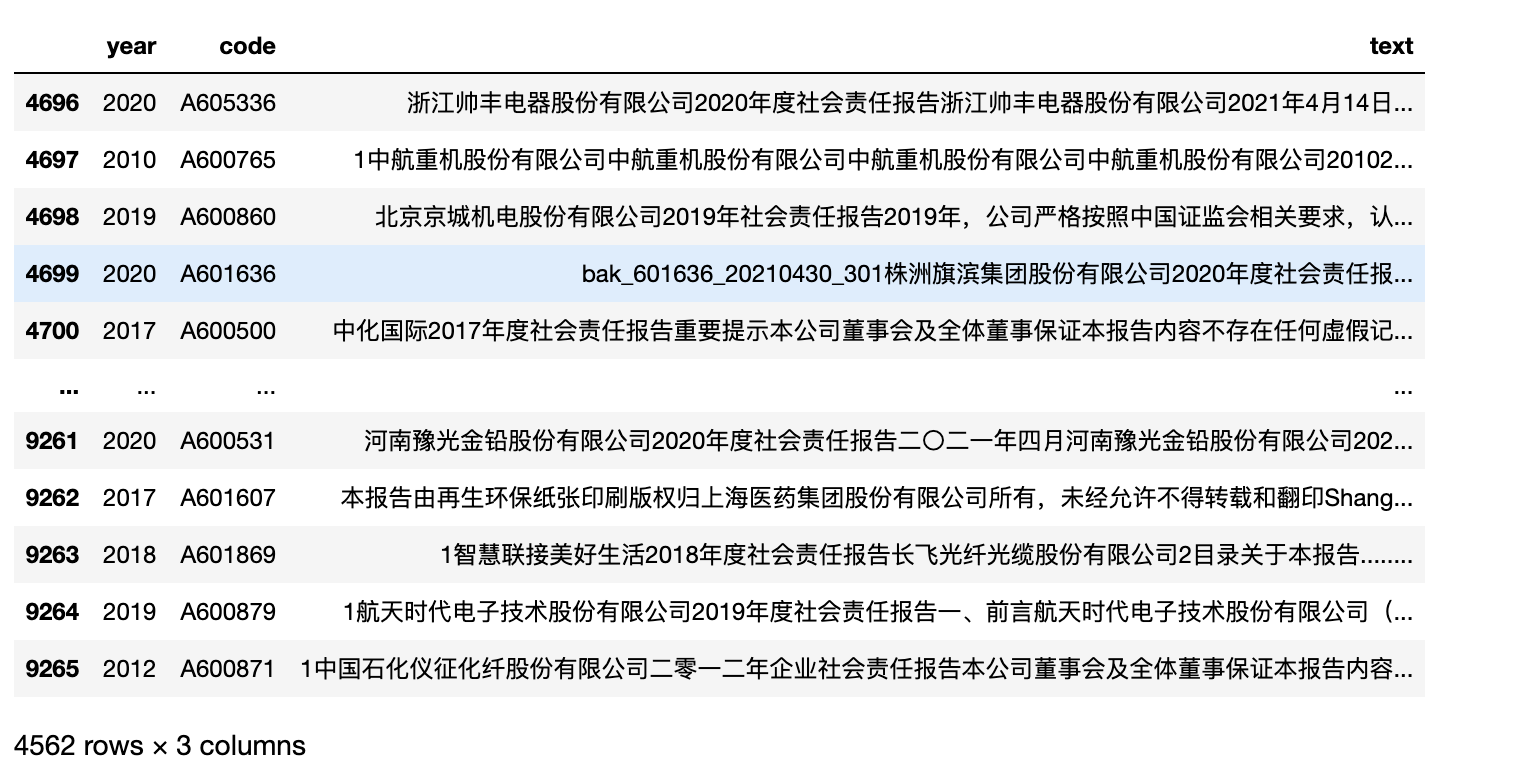 year code text
4696 2020 A605336 浙江帅丰电器股份有限公司2020年度社会责任报告浙江帅丰电器股份有限公司2021年4月14日...
4697 2010 A600765 1中航重机股份有限公司中航重机股份有限公司中航重机股份有限公司中航重机股份有限公司20102...
4698 2019 A600860 北京京城机电股份有限公司2019年社会责任报告2019年，公司严格按照中国证监会相关要求，认...
4699 2020 A601636 bak_601636_20210430_301株洲旗滨集团股份有限公司2020年度社会责任报...
4700 2017 A600500 中化国际2017年度社会责任报告重要提示本公司董事会及全体董事保证本报告内容不存在任何虚假记...
... ... ... ...
9261 2020 A600531 河南豫光金铅股份有限公司2020年度社会责任报告二〇二一年四月河南豫光金铅股份有限公司202...
9262 2017 A601607 本报告由再生环保纸张印刷版权归上海医药集团股份有限公司所有，未经允许不得转载和翻印Shang...
9263 2018 A601869 1智慧联接美好生活2018年度社会责任报告长飞光纤光缆股份有限公司2目录关于本报告........
9264 2019 A600879 1航天时代电子技术股份有限公司2019年度社会责任报告一、前言航天时代电子技术股份有限公司（...
9265 2012 A600871 1中国石化仪征化纤股份有限公司二零一二年企业社会责任报告本公司董事会及全体董事保证本报告内容...
4562 rows × 3 columns